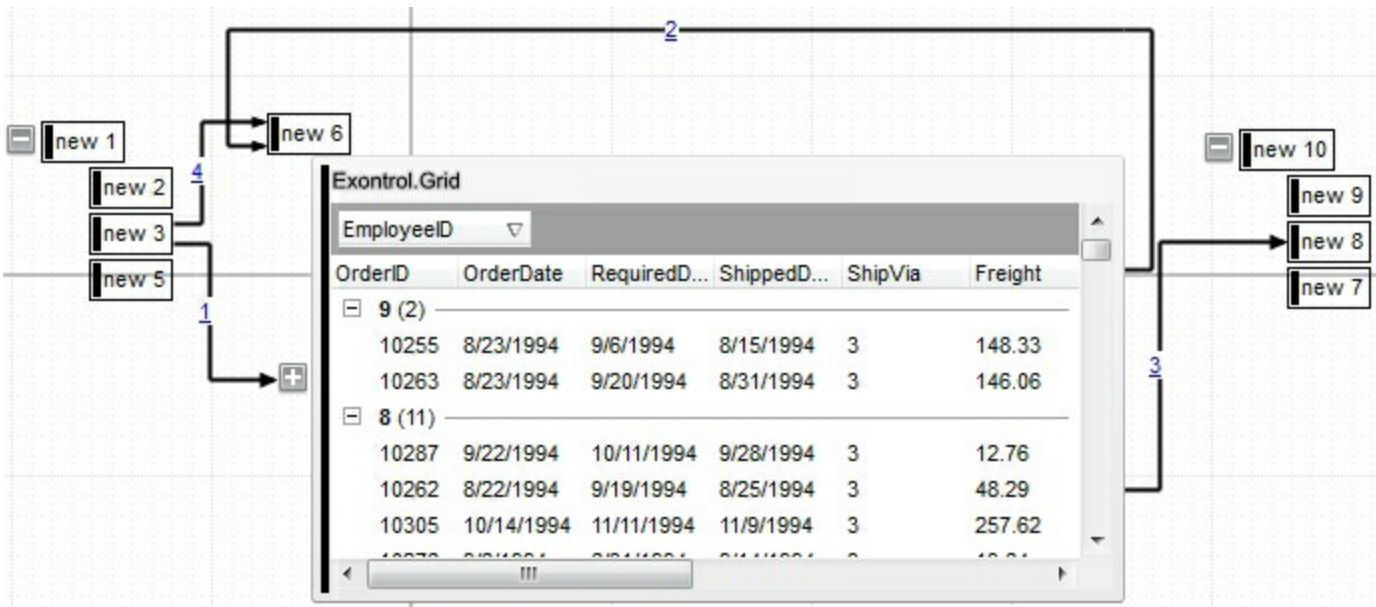 2
new 1
new 6
new 10
4
new 2
new 3
new 5
1
Exontrol.Grid
EmployeeID
OrderID OrderDate RequiredD... ShippedD... ShipVia Freight
9 (2)
10255 8/23/1994 9/6/1994 8/15/1994 3 148.33
10263 8/23/1994 9/20/1994 8/31/1994 3 146.06
8 (11)
10287 9/22/1994 10/11/1994 9/28/1994 3 12.76
10262 8/22/1994 9/19/1994 8/25/1994 3 48.29
10305 10/14/1994 11/11/1994 11/9/1994 3 257.62
new 9
new 8
new 7
3